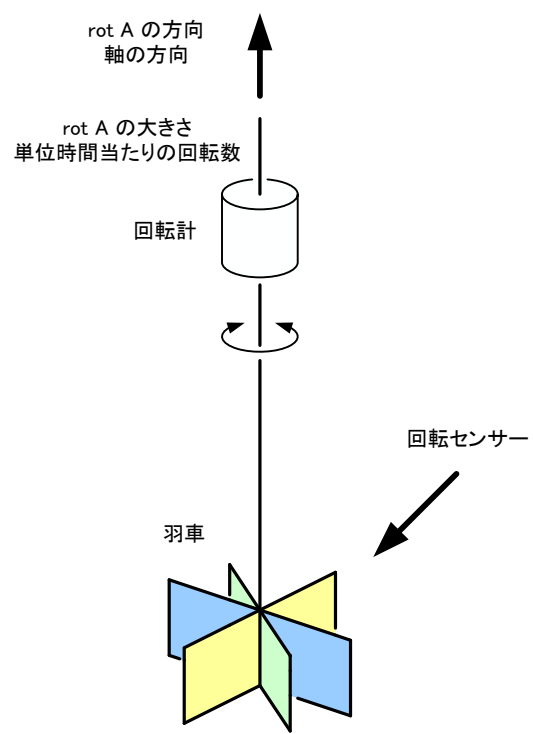 rot A の方向
軸の方向
rot A の大きさ
単位時間当たりの回転数
回転計
回転センサー
羽車